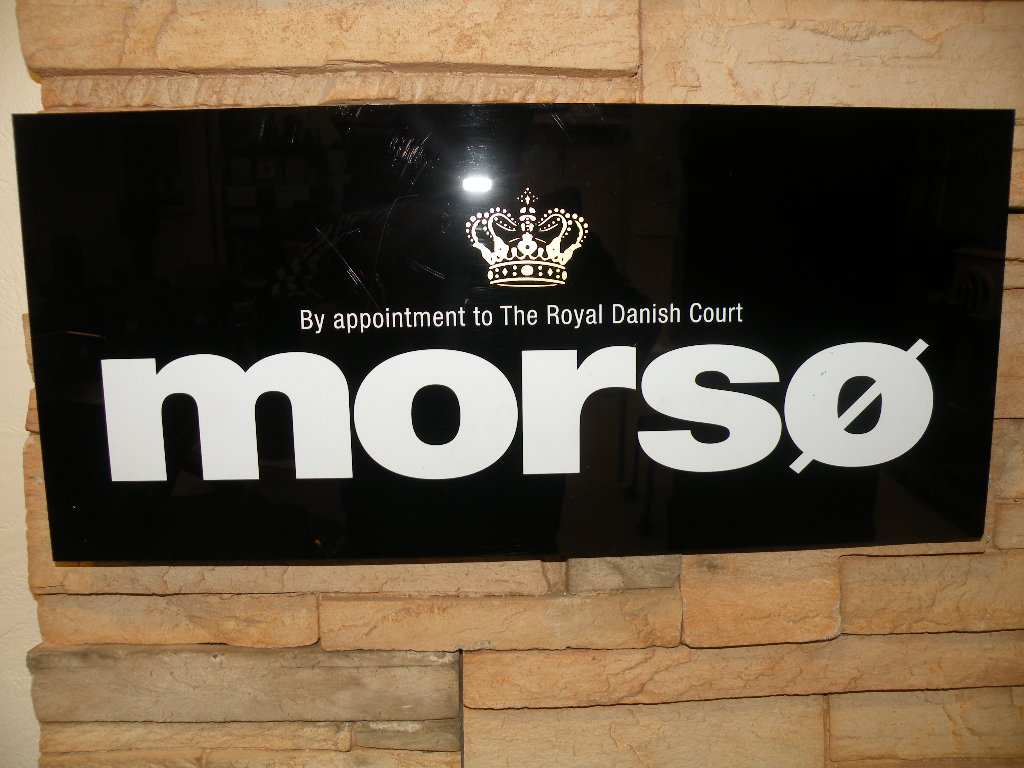 By appointment to The Royal Danish Court
morsø